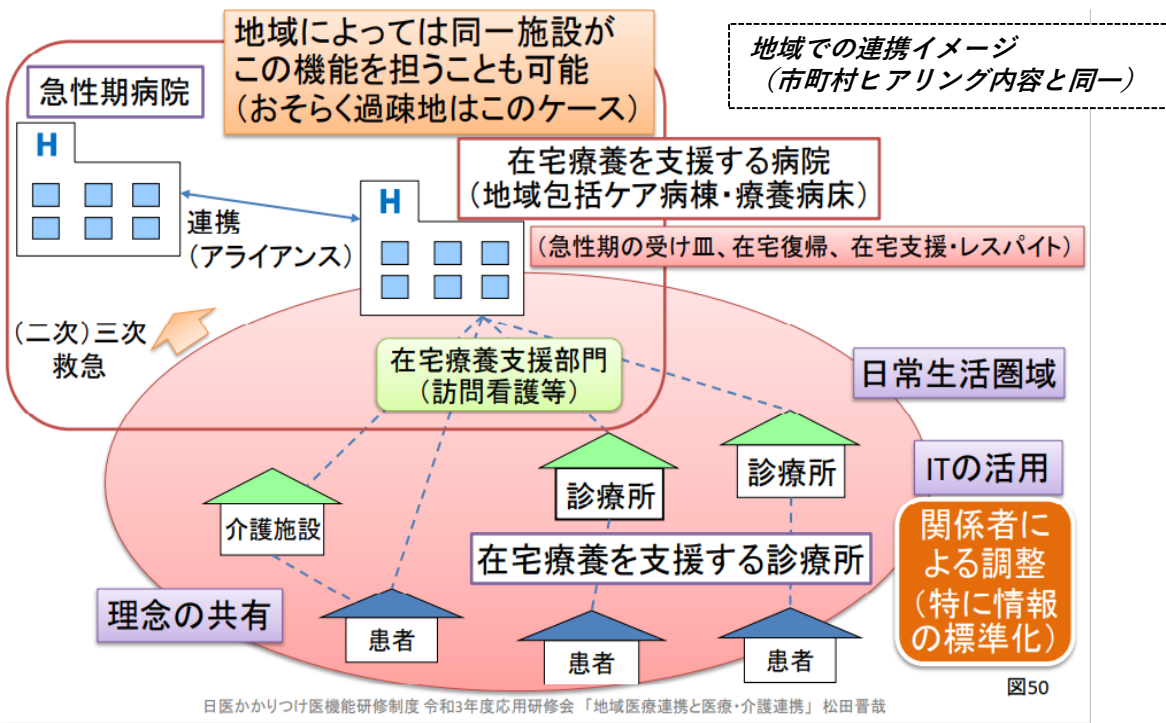 地域によっては同一施設が
この機能を担うことも可能
(おそらく過疎地はこのケース)
地域での連携イメージ
（市町村ヒアリング内容と同一）
急性期病院
H
在宅療養を支援する病院
(地域包括ケア病棟・療養病床)
H
連携
(アライアンス)
(急性期の受け皿、在宅復帰、在宅支援・レスパイト)
(二次)三次
救急
在宅療養支援部門
(訪問看護等)
日常生活圏域
診療所
診療所
ITの活用
介護施設
関係者に
よる調整
(特に情報
の標準化)
在宅療養を支援する診療所
理念の共有
患者
患者
患者
図50
日医かかりつけ医機能研修制度 令和3年度応用研修会 「地域医療連携と医療・介護連携」 松田晋哉